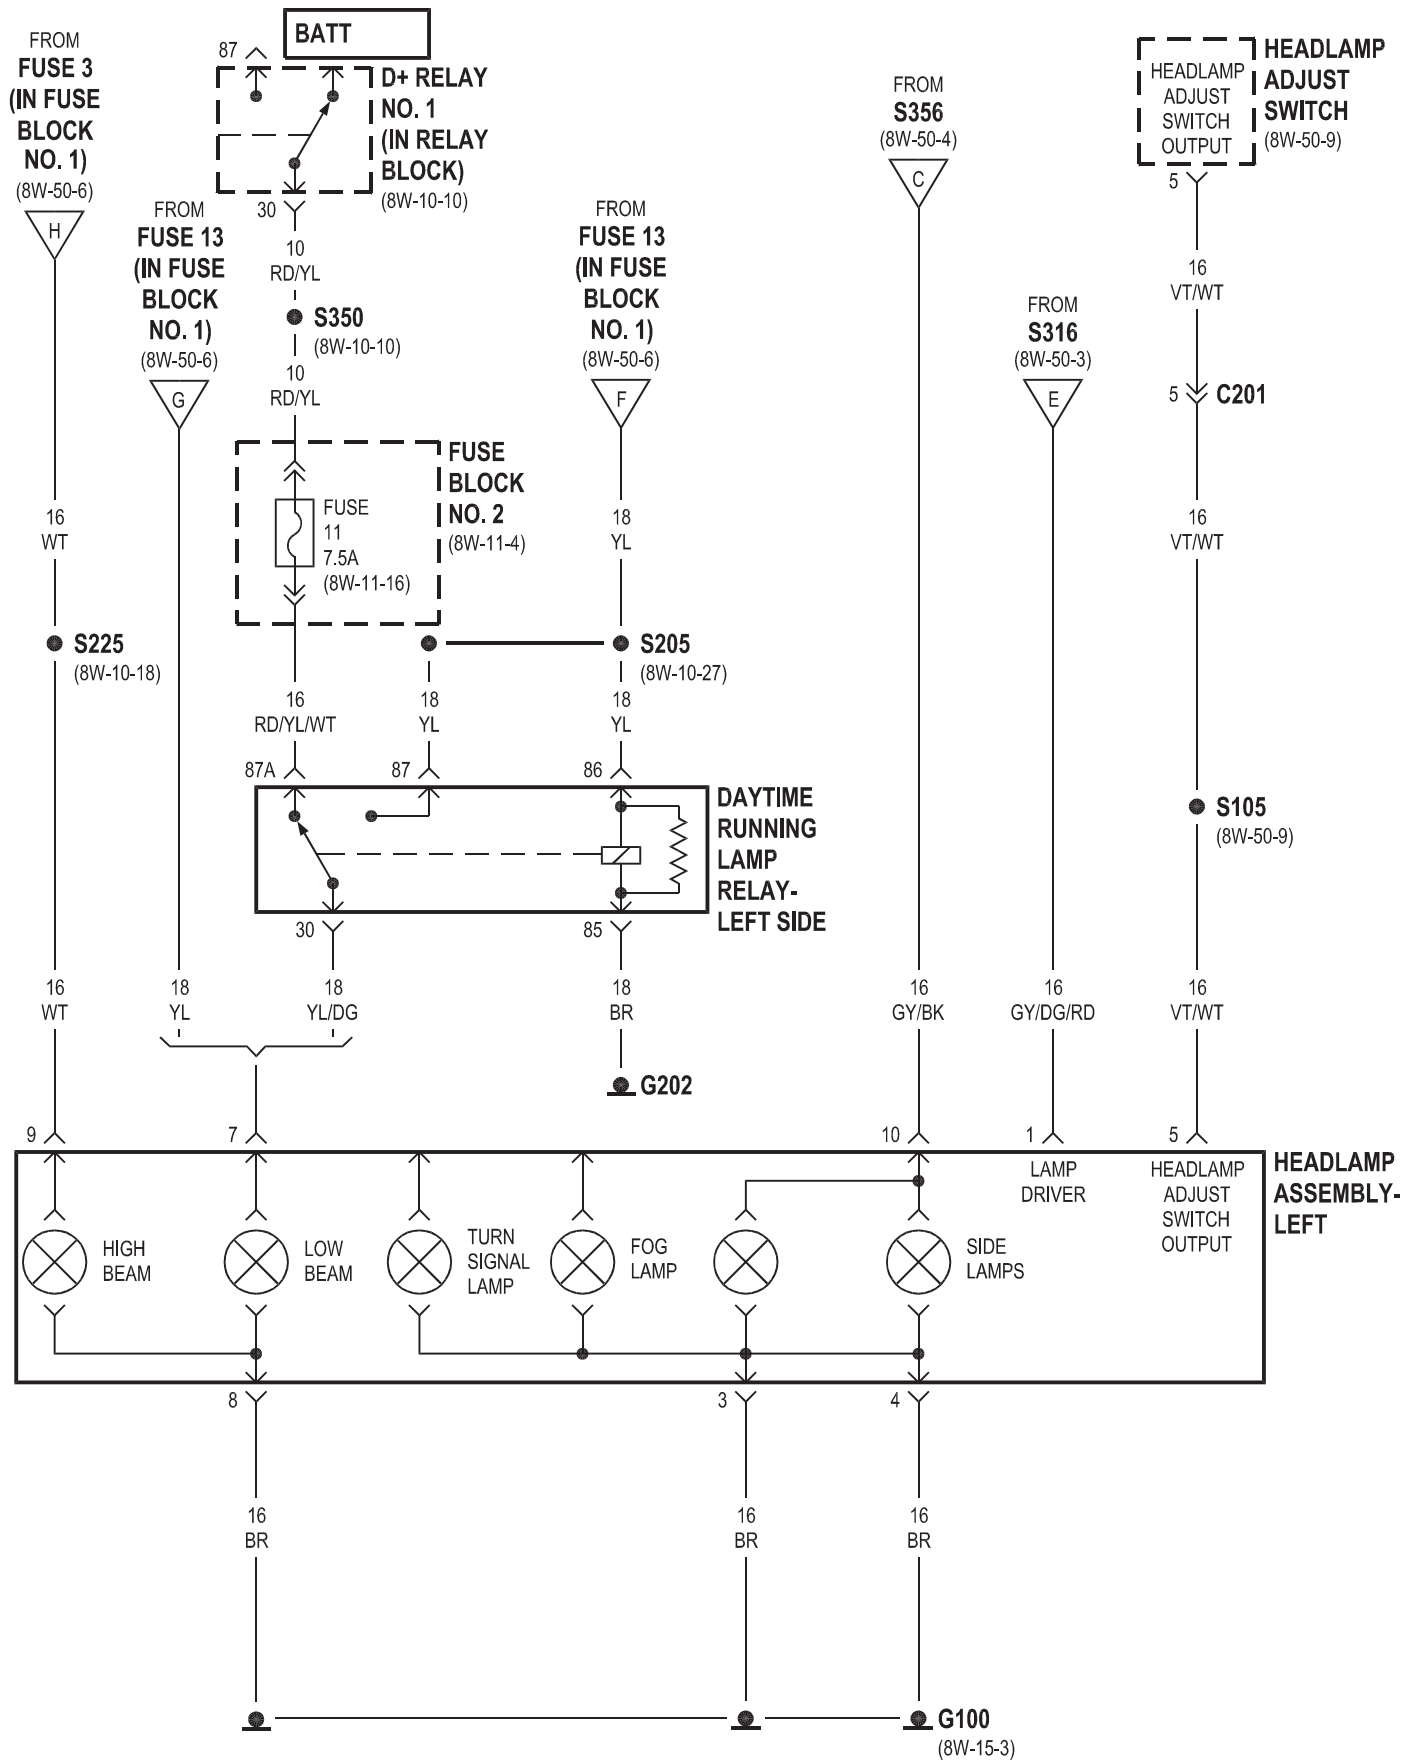 FROM
FUSE 3
(IN FUSE
BLOCK
NO. 1)
(8W-50-6)
H
FROM
FUSE 13
(IN FUSE
BLOCK
NO. 1)
(8W-50-6)
G
BATT
87
D+ RELAY
NO. 1
(IN RELAY
BLOCK)
(8W-10-10)
30
10
RD/YL
S350
(8W-10-10)
10
RD/YL
FROM
FUSE 13
(IN FUSE
BLOCK
NO. 1)
(8W-50-6)
F
FROM
S356
(8W-50-4)
C
FROM
S316
(8W-50-3)
E
HEADLAMP
ADJUST
SWITCH
OUTPUT
HEADLAMP
ADJUST
SWITCH
(8W-50-9)
5
16
VT/WT
5
C201
FUSE
BLOCK
NO. 2
(8W-11-4)
FUSE
11
7.5A
(8W-11-16)
16
WT
18
YL
16
VT/WT
S225
(8W-10-18)
S205
(8W-10-27)
16
RD/YL/WT
18
YL
18
YL
87A
87
86
DAYTIME
RUNNING
LAMP
RELAY-
LEFT SIDE
S105
(8W-50-9)
30
85
16
WT
18
YL
18
YL/DG
18
BR
16
GY/BK
16
GY/DG/RD
16
VT/WT
G202
9
7
10
1
5
LAMP
DRIVER
HEADLAMP
ADJUST
SWITCH
OUTPUT
HEADLAMP
ASSEMBLY-
LEFT
HIGH
BEAM
LOW
BEAM
TURN
SIGNAL
LAMP
FOG
LAMP
SIDE
LAMPS
8
3
4
16
BR
16
BR
16
BR
G100
(8W-15-3)